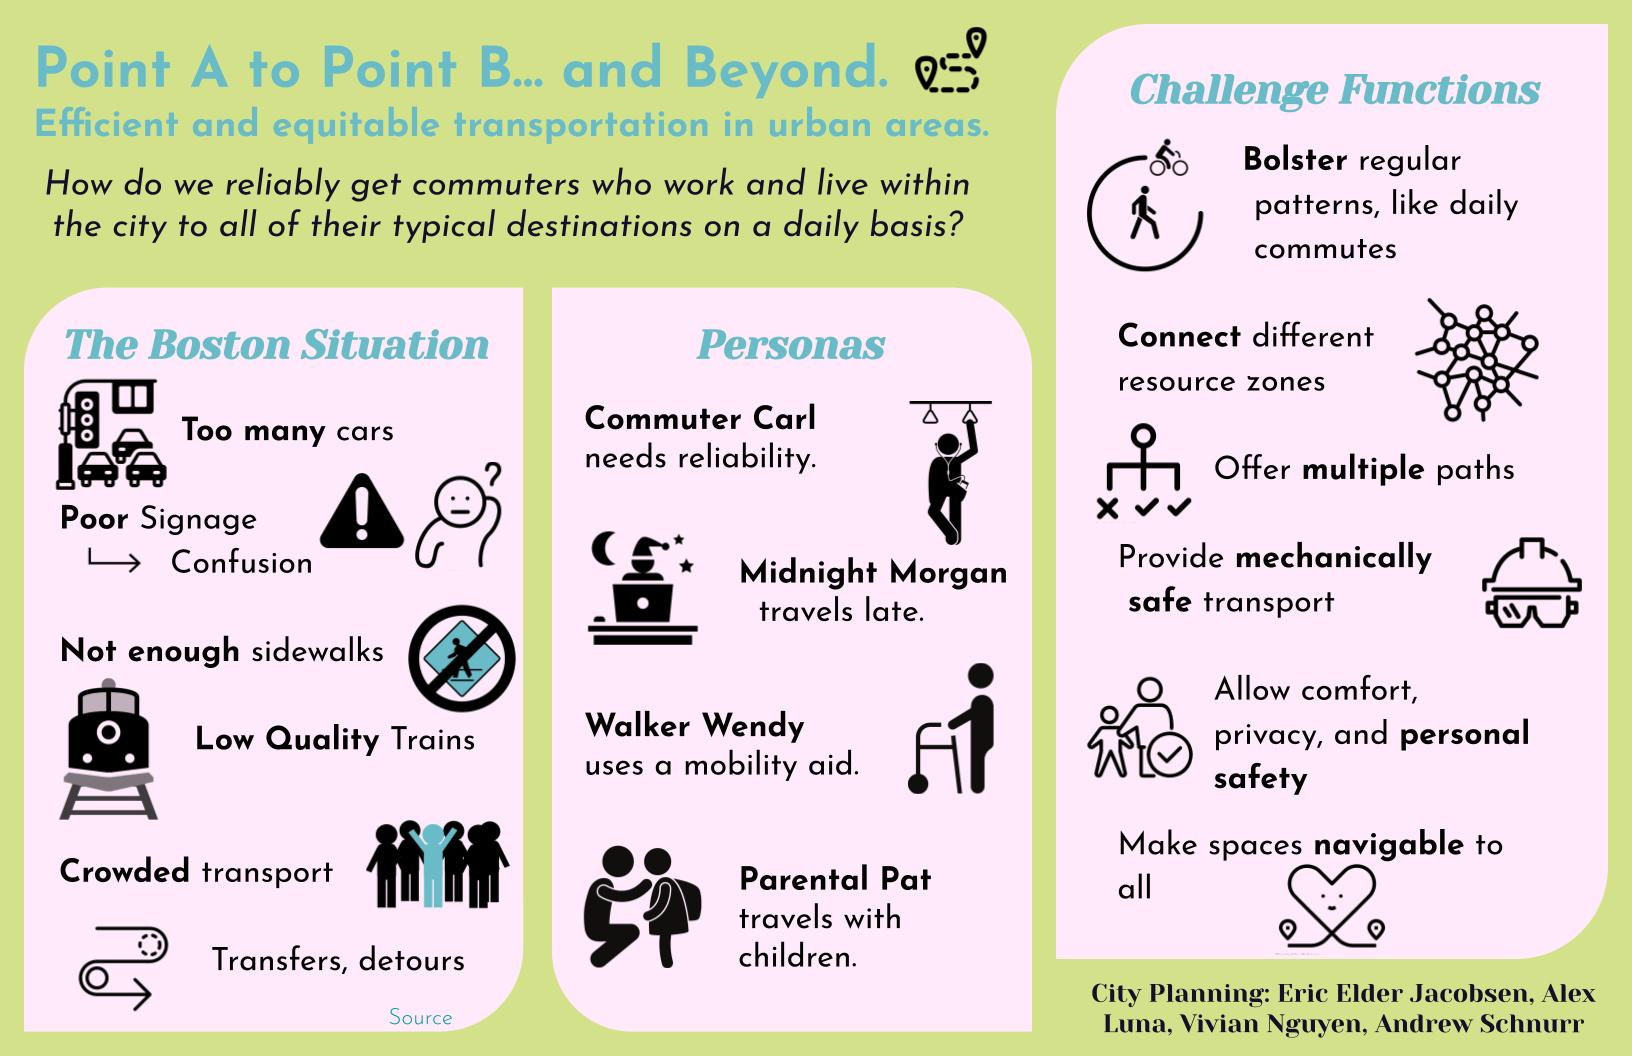 Point A to Point B... and Beyond.
Efficient and equitable transportation in urban areas.
How do we reliably get commuters who work and live within
the city to all of their typical destinations on a daily basis?
The Boston Situation
Too many cars
Poor Signage
Confusion
Not enough sidewalks
Low Quality Trains
Crowded transport
Transfers, detours
Source
Personas
Commuter Carl
needs reliability.
Midnight Morgan
travels late.
Walker Wendy
uses a mobility aid.
Parental Pat
travels with
children.
Challenge Functions
Bolster regular
patterns, like daily
commutes
Connect different
resource zones
Offer multiple paths
Provide mechanically
safe transport
Allow comfort,
privacy, and personal
safety
Make spaces navigable to
all
City Planning: Eric Elder Jacobsen, Alex
Luna, Vivian Nguyen, Andrew Schnurr